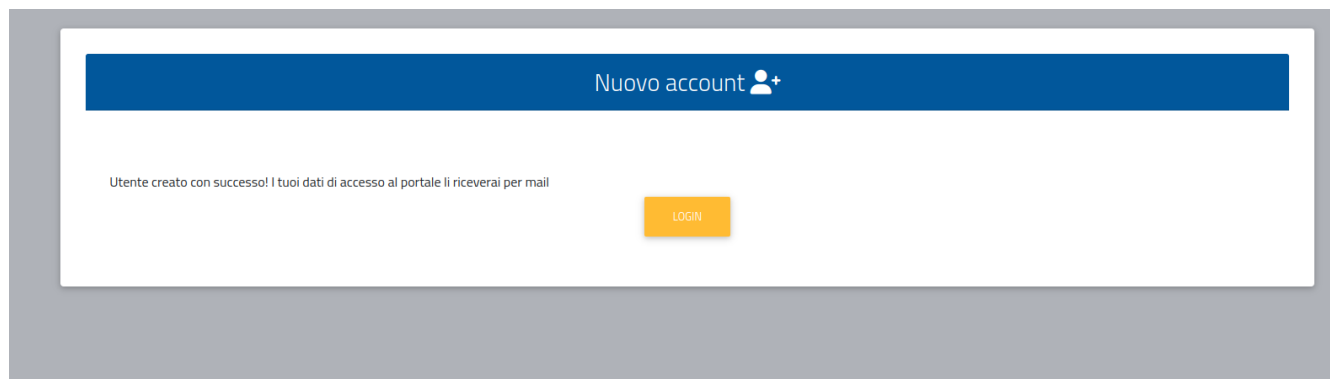 Nuovo account
Utente creato con successo! I tuoi dati di accesso al portale li riceverai per mail
LOGIN